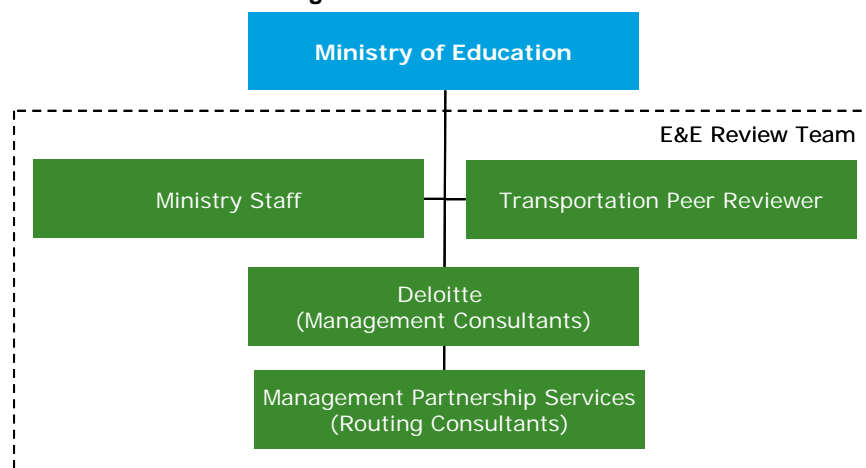 Ministry of Education
E&E Review Team
Ministry Staff
Transportation Peer Reviewer
Deloitte
(Management Consultants)
Management Partnership Services
(Routing Consultants)